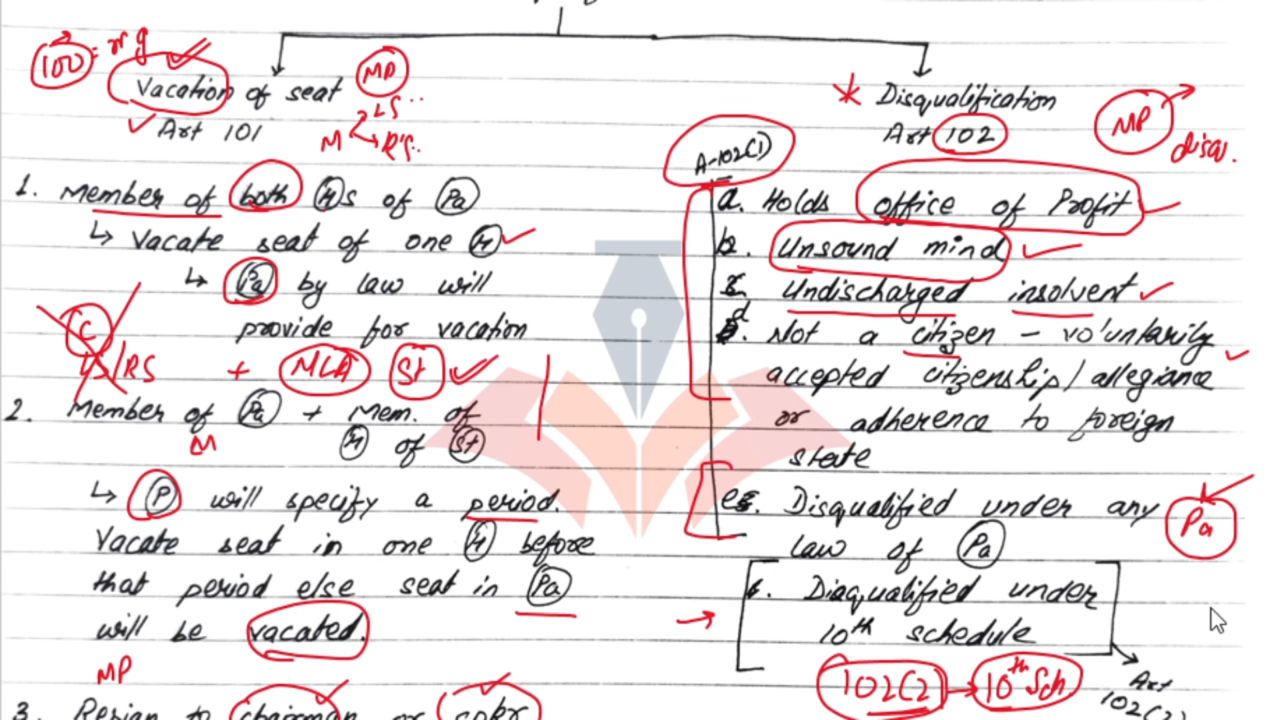 100
Vacation of seat
MP
LS..
✓ Art 101
M
RS..
1. Member of both Ⓗs of Pa
↳ Vacate seat of one Ⓗ ✓
↳ Pa by law will
provide for vacation
LS/RS + MLA St ✓
2. Member of Pa + Mem. of
M
Ⓗ of St
↳ Ⓟ will specify a period.
Vacate seat in one Ⓗ before
that period else seat in Pa
will be vacated.
MP
3. Resign to chairman or
* Disqualification
Art 102
MP
disq.
A-102(1)
a. Holds office of Profit
b. Unsound mind
Undischarged insolvent
d. Not a citizen - voluntarily
accepted citizenship/allegiance
or adherence to foreign
state
e. Disqualified under any
Pa
law of Pa
Disqualified under
10th schedule
102(2) → 10th Sch
Art
102(2)